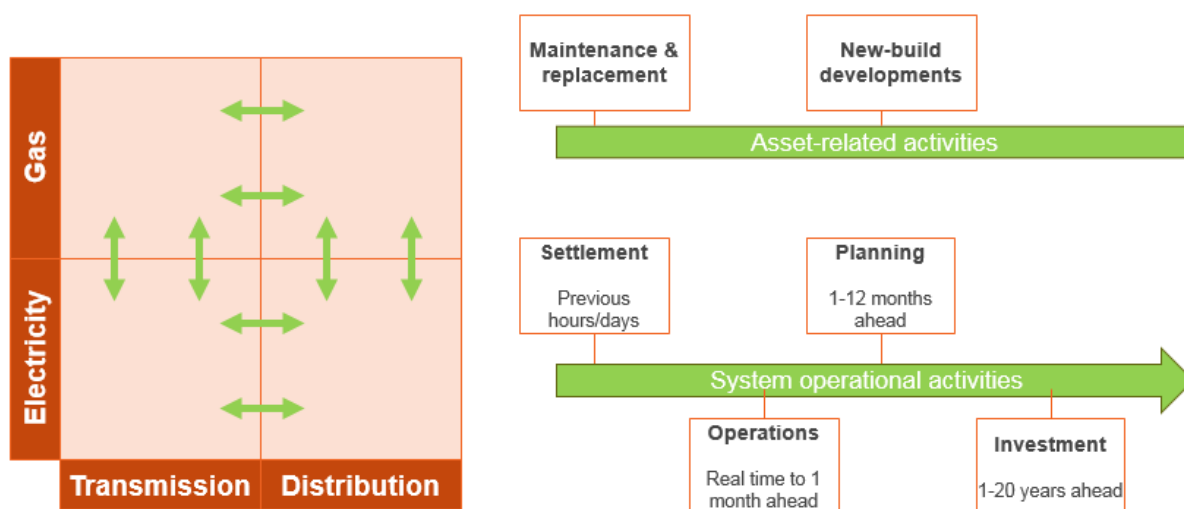 Gas
Electricity
Transmission
Distribution
Maintenance &
replacement
New-build
developments
Asset-related activities
Settlement
Previous
hours/days
Planning
1-12 months
ahead
System operational activities
Operations
Real time to 1
month ahead
Investment
1-20 years ahead